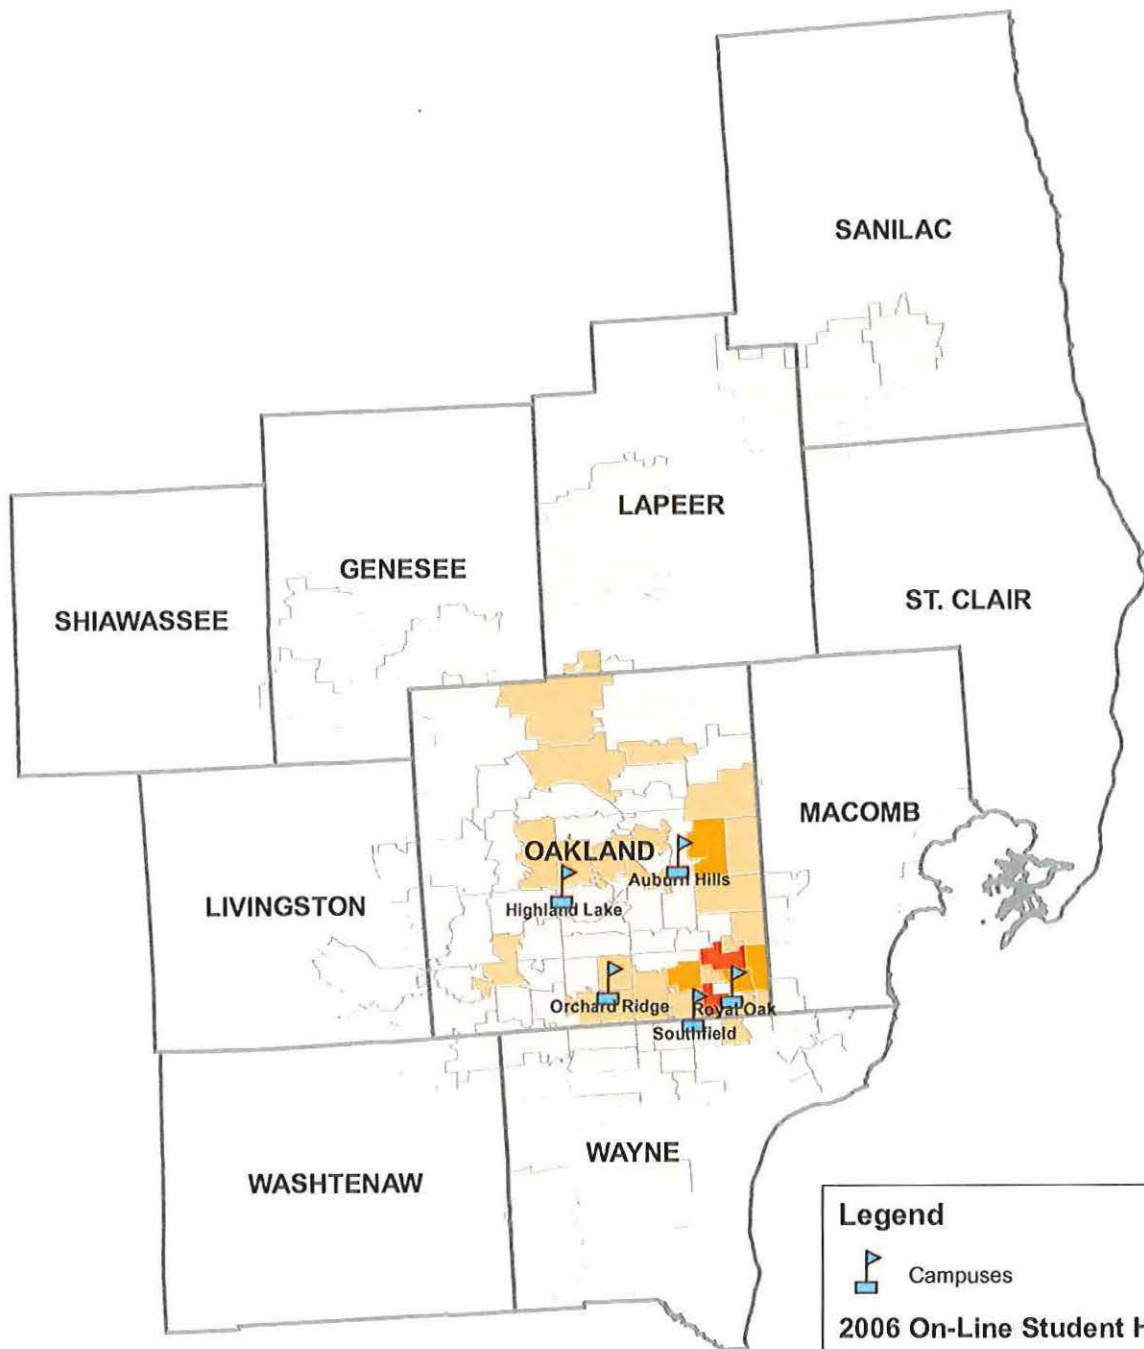 SANILAC
LAPEER
GENESEE
ST. CLAIR
SHIAWASSEE
MACOMB
OAKLAND
Auburn Hills
LIVINGSTON
Highland Lake
Orchard Ridge
Royal Oak
Southfield
WAYNE
WASHTENAW
Legend
Campuses
2006 On-Line Student H